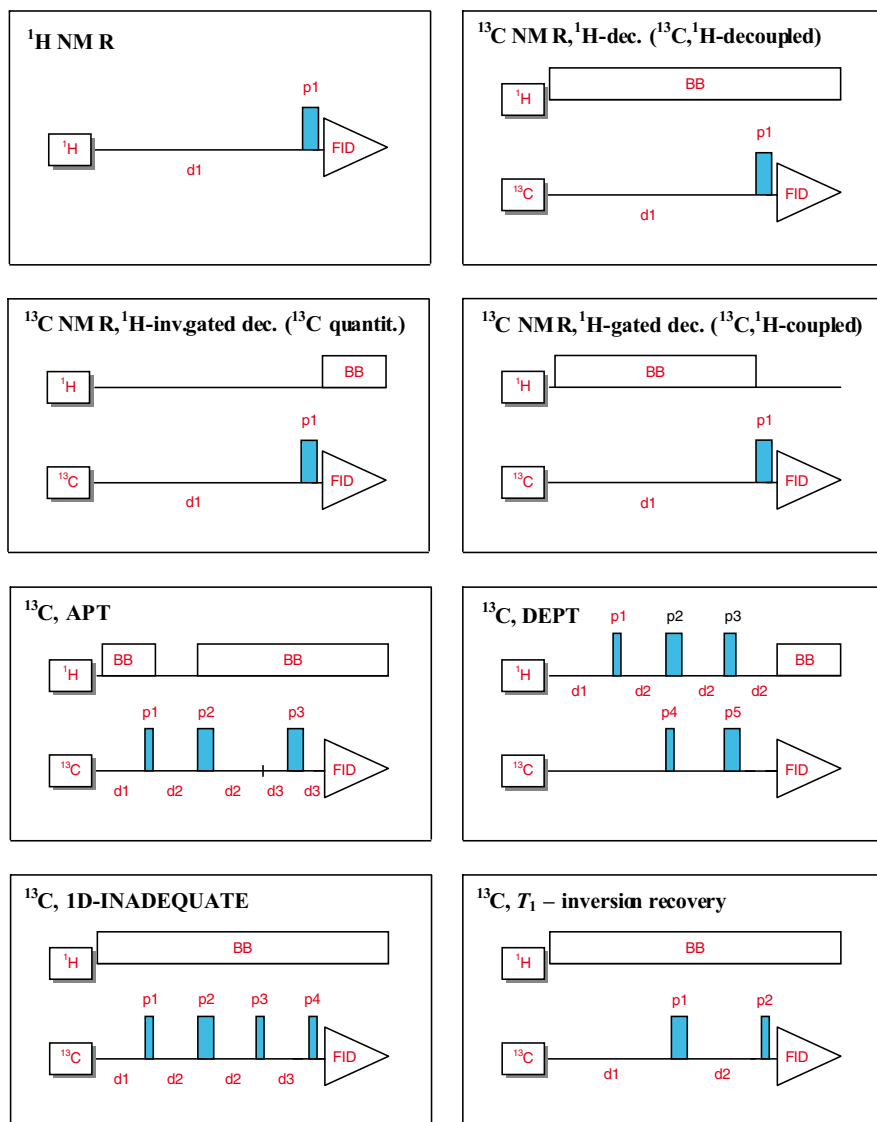 ¹H NMR
p1
¹H
FID
d1
¹³C NMR,¹H-dec. (¹³C,¹H-decoupled)
BB
¹H
p1
¹³C
FID
d1
¹³C NMR,¹H-inv.gated dec. (¹³C quantit.)
¹H
BB
p1
¹³C
FID
d1
¹³C NMR,¹H-gated dec. (¹³C,¹H-coupled)
¹H
BB
p1
¹³C
FID
d1
¹³C, APT
BB
BB
¹H
p1 p2 p3
¹³C
FID
d1 d2 d2 d3 d3
¹³C, DEPT
p1 p2 p3
¹H
BB
d1 d2 d2 d2
p4 p5
¹³C
FID
¹³C, 1D-INADEQUATE
BB
¹H
p1 p2 p3 p4
¹³C
FID
d1 d2 d2 d3
¹³C, T₁ – inversion recovery
BB
¹H
p1 p2
¹³C
FID
d1 d2